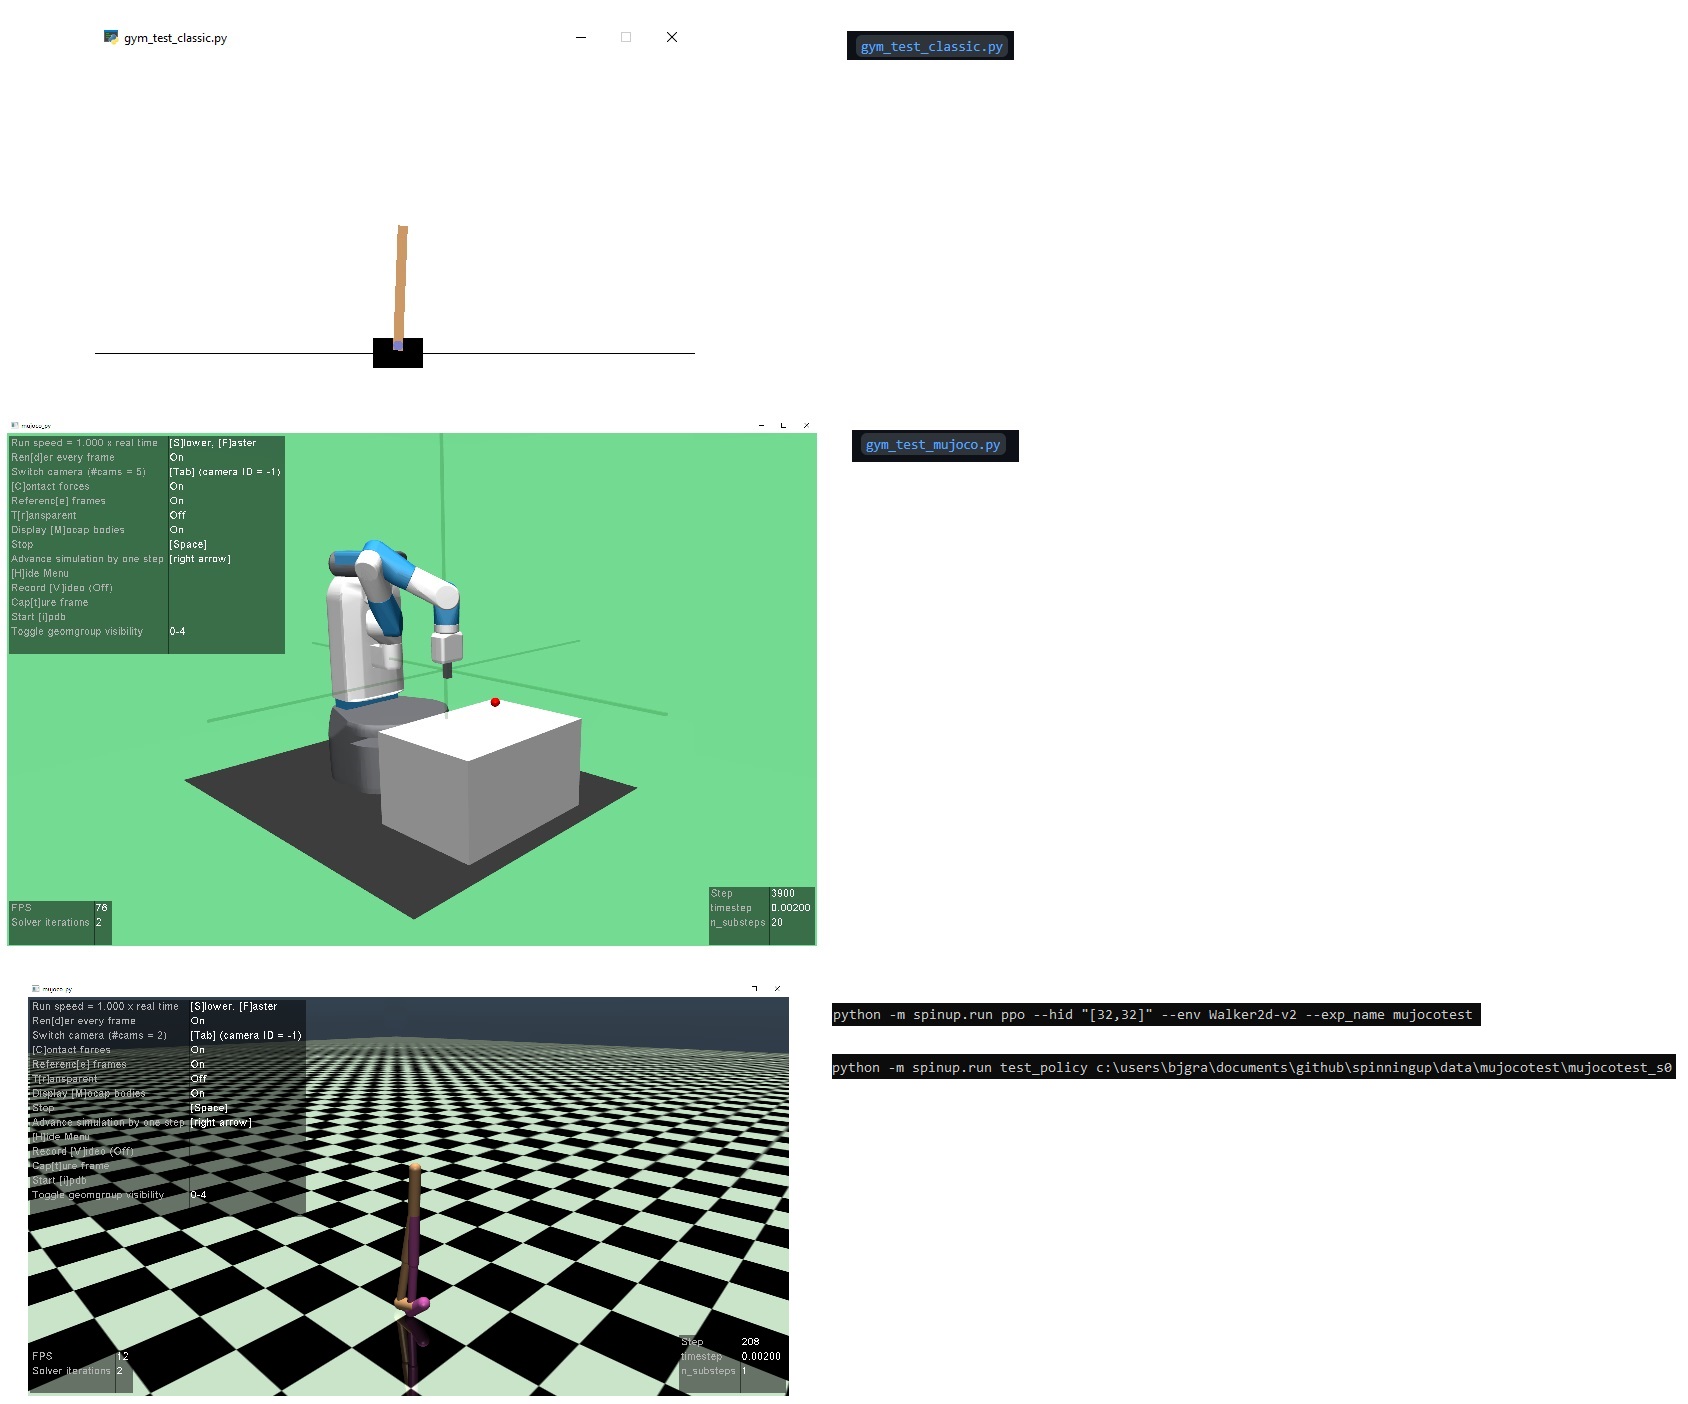 gym_test_classic.py
gym_test_classic.py
mujoco_py
Run speed = 1.000 x real time [S]lower, [F]aster
Ren[d]er every frame On
Switch camera (#cams = 5) [Tab] (camera ID = -1)
[C]ontact forces On
Referenc[e] frames On
T[r]ansparent Off
Display [M]ocap bodies On
Stop [Space]
Advance simulation by one step [right arrow]
[H]ide Menu
Record [V]ideo (Off)
Cap[t]ure frame
Start [i]pdb
Toggle geomgroup visibility 0-4
FPS 76
Solver iterations 2
Step 3900
timestep 0.00200
n_substeps 20
gym_test_mujoco.py
mujoco_py
Run speed = 1.000 x real time [S]lower, [F]aster
Ren[d]er every frame On
Switch camera (#cams = 2) [Tab] (camera ID = -1)
[C]ontact forces On
Referenc[e] frames On
T[r]ansparent Off
Display [M]ocap bodies On
Stop [Space]
Advance simulation by one step [right arrow]
[H]ide Menu
Record [V]ideo (Off)
Cap[t]ure frame
Start [i]pdb
Toggle geomgroup visibility 0-4
FPS 12
Solver iterations 2
Step 208
timestep 0.00200
n_substeps 1
python -m spinup.run ppo --hid "[32,32]" --env Walker2d-v2 --exp_name mujocotest
python -m spinup.run test_policy c:\users\bjgra\documents\github\spinningup\data\mujocotest\mujocotest_s0